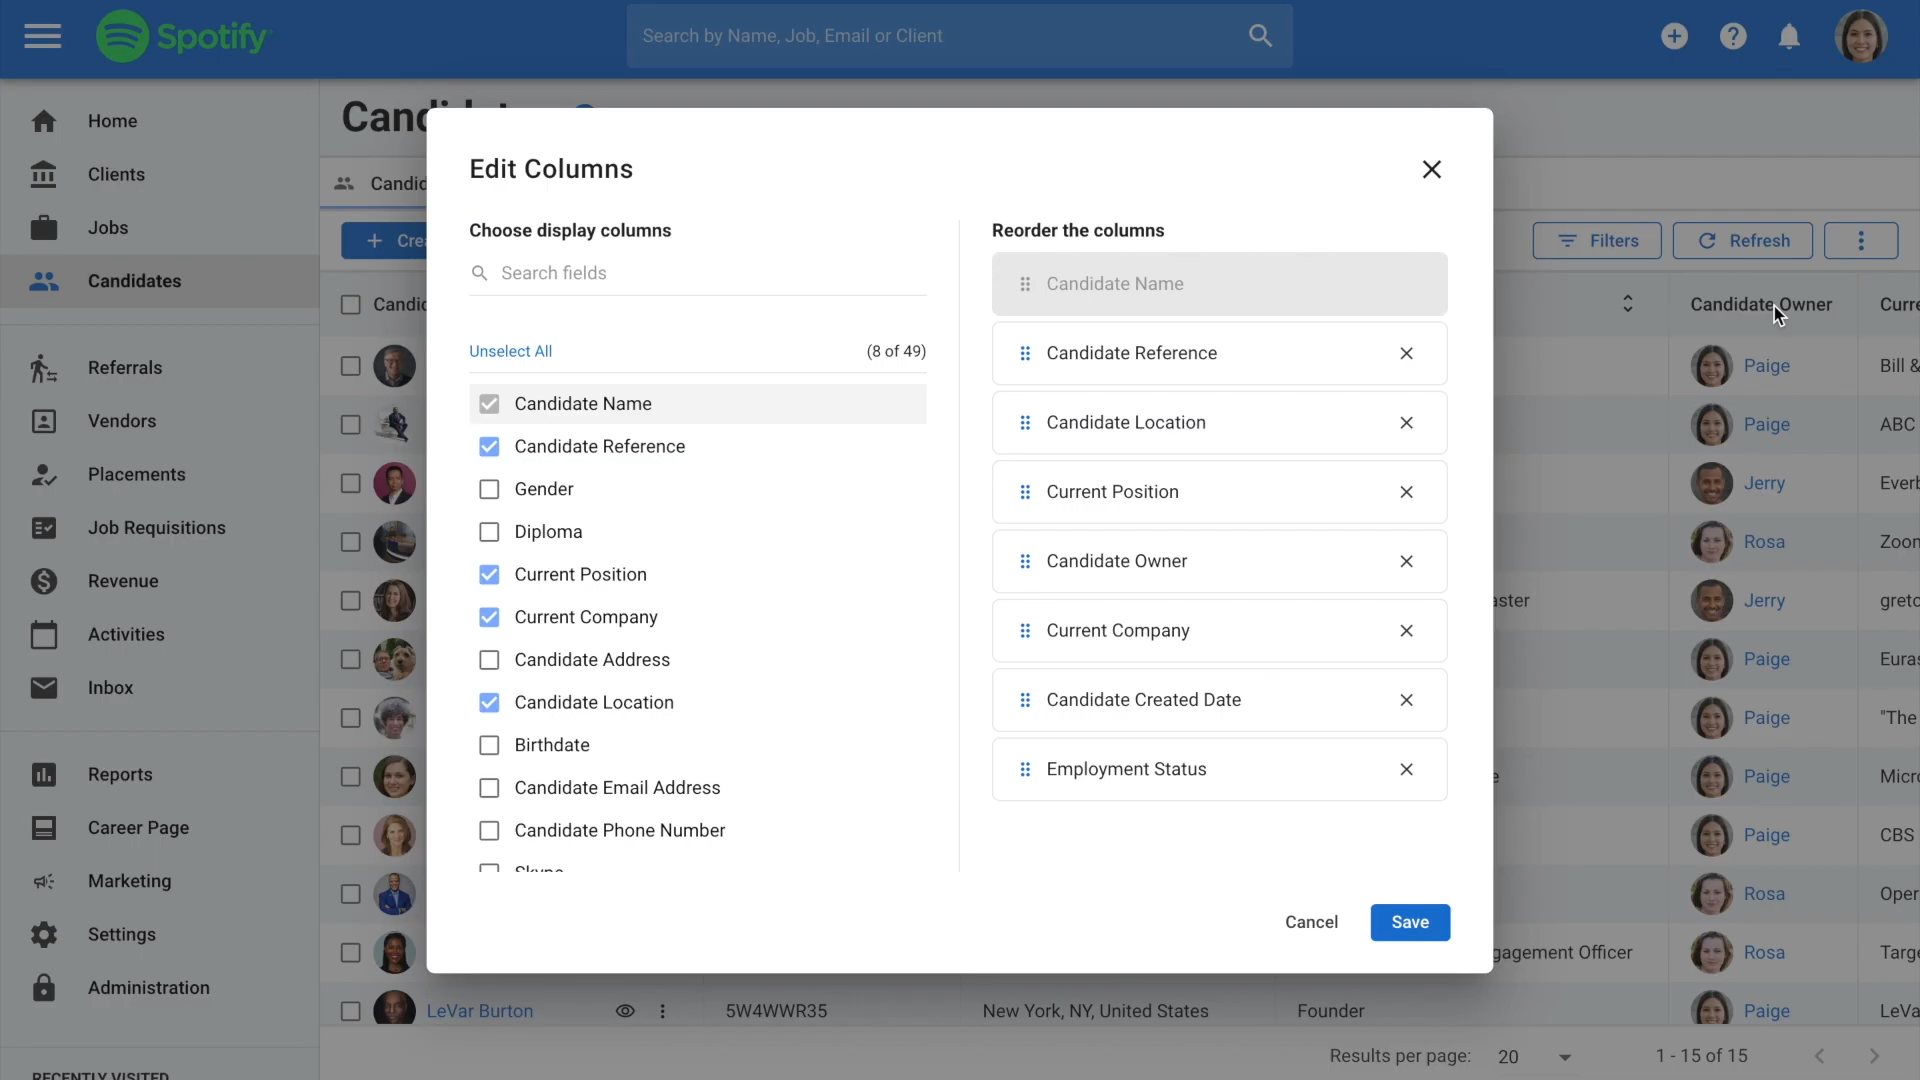 Spotify
Search by Name, Job, Email or Client
Home
Clients
Jobs
Candidates
Referrals
Vendors
Placements
Job Requisitions
Revenue
Activities
Inbox
Reports
Career Page
Marketing
Settings
Administration
RECENTLY VISITED
Edit Columns
Choose display columns
Search fields
Unselect All
(8 of 49)
Candidate Name
Candidate Reference
Gender
Diploma
Current Position
Current Company
Candidate Address
Candidate Location
Birthdate
Candidate Email Address
Candidate Phone Number
Skype
Reorder the columns
Candidate Name
Candidate Reference
Candidate Location
Current Position
Candidate Owner
Current Company
Candidate Created Date
Employment Status
Cancel
Save
Filters
Refresh
Candidate Owner
Paige Bill &
Paige ABC
Jerry
Rosa Zoom
Jerry
Paige
Paige "The
Paige
Paige CBS
Rosa
Officer Rosa
LeVar Burton 5W4WWR35 New York, NY, United States Founder Paige
Results per page: 20 1 - 15 of 15